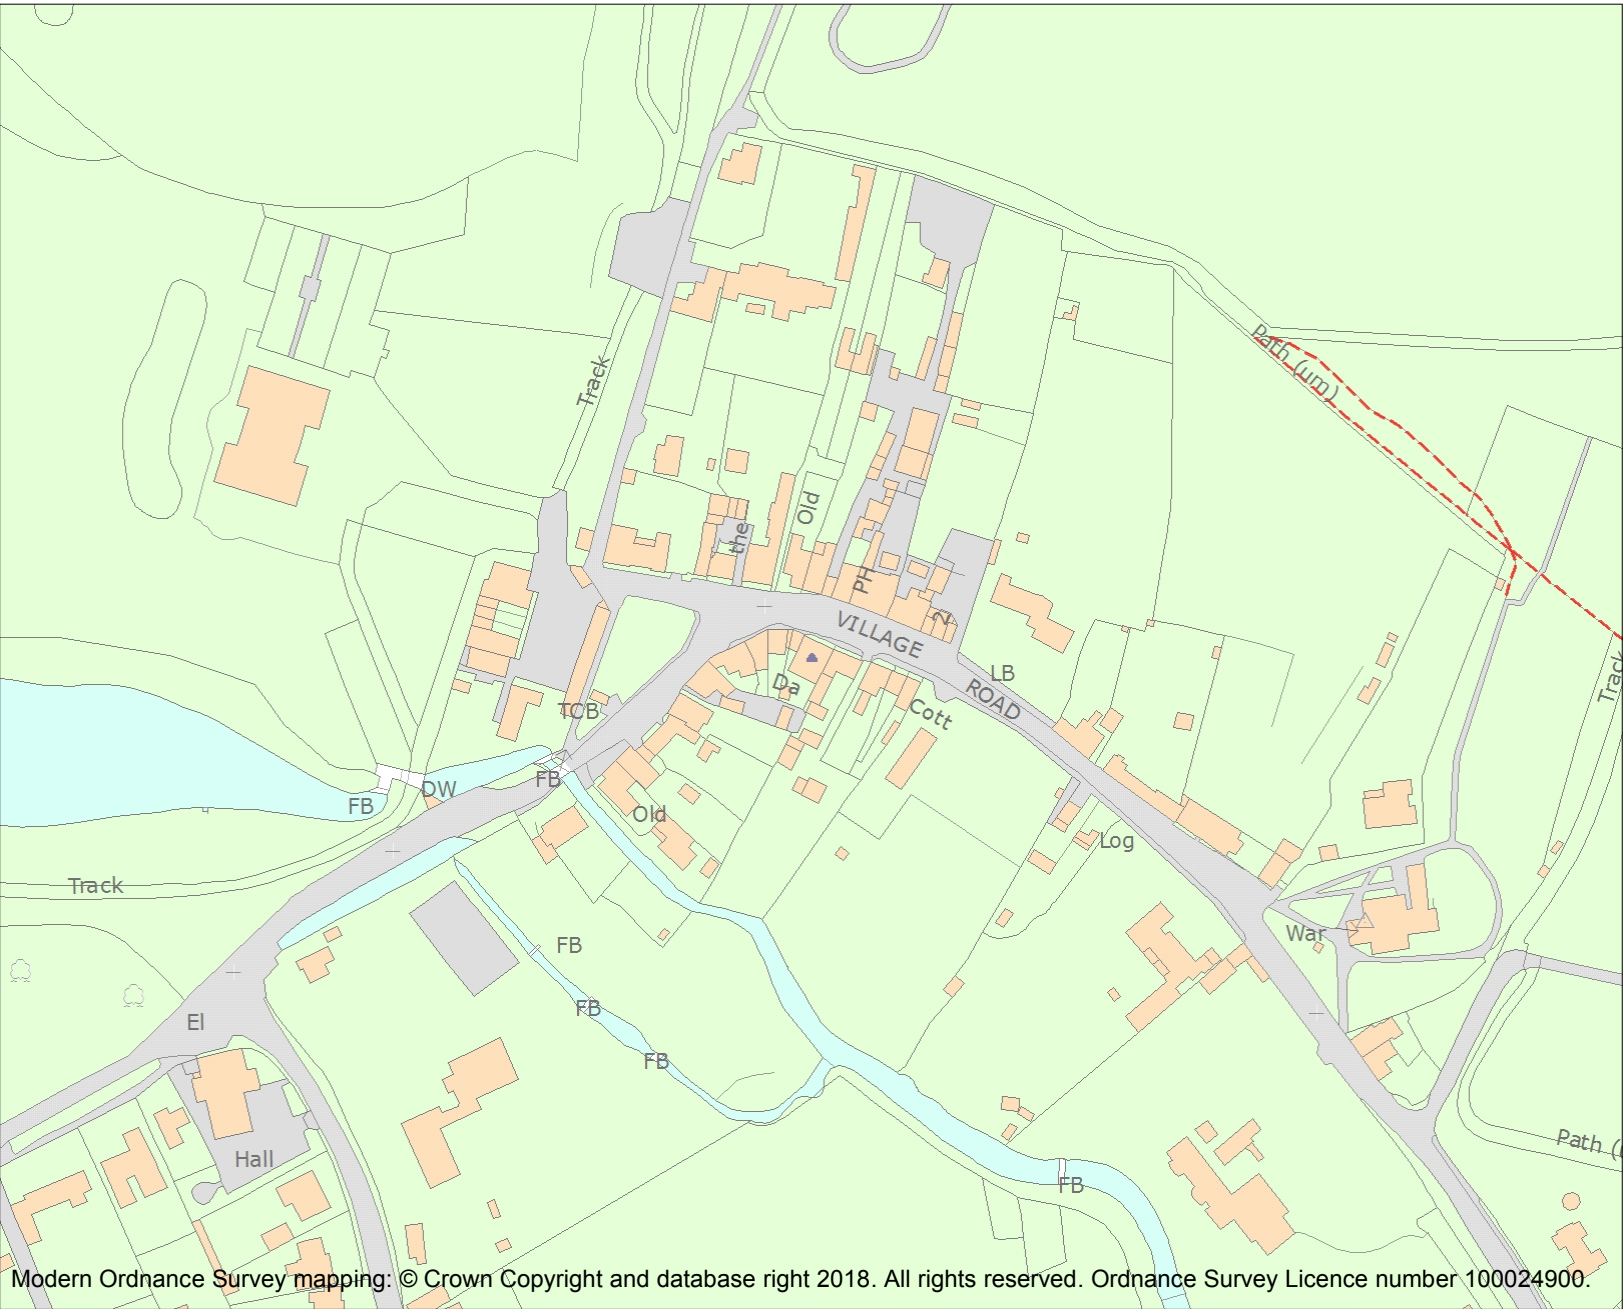 Path (um)
Track
Old
the
PH
2
VILLAGE
ROAD
LB
Da
Cott
Track
TCB
FB
DW
FB
Old
Log
Track
War
FB
El
FB
FB
Hall
Path (
FB
Modern Ordnance Survey mapping: © Crown Copyright and database right 2018. All rights reserved. Ordnance Survey Licence number 100024900.